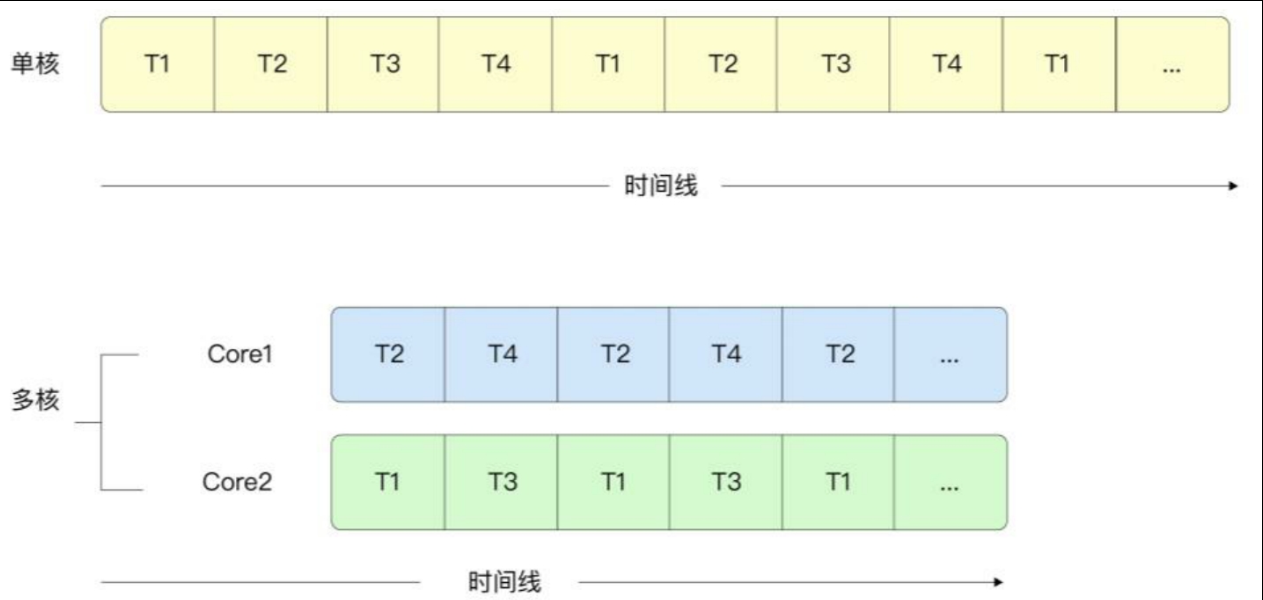 单核 T1 T2 T3 T4 T1 T2 T3 T4 T1 ...
时间线
Core1 T2 T4 T2 T4 T2 ...
多核
Core2 T1 T3 T1 T3 T1 ...
时间线